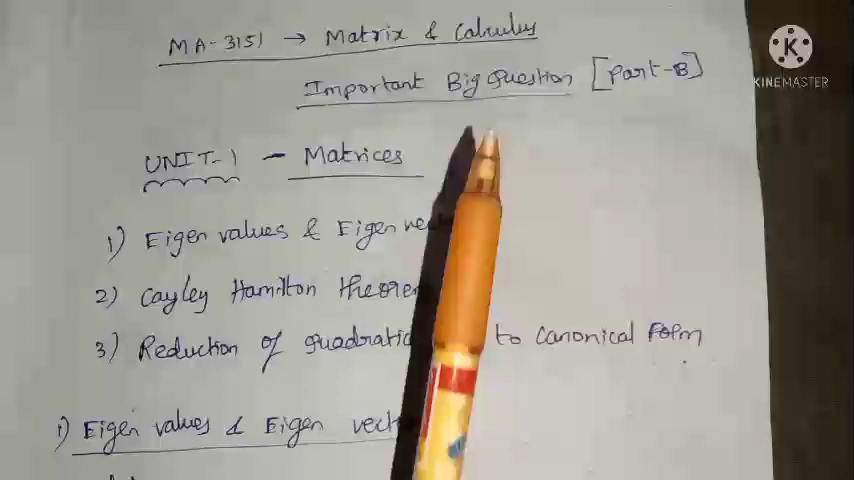 MA-3151 → Matrix & Calculus
Important Big Question [Part-B]
K
KINEMASTER
UNIT-1 - Matrices
1) Eigen values & Eigen
2) Cayley Hamilton
3) Reduction of to Canonical Form
1) Eigen values & Eigen